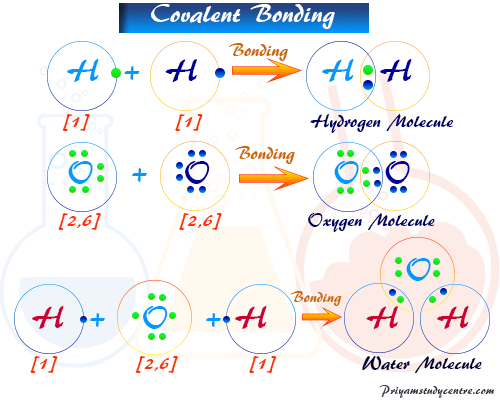 Covalent Bonding
H + H Bonding H H
[1] [1] Hydrogen Molecule
O + O Bonding O O
[2,6] [2,6] Oxygen Molecule
O
H + O + H Bonding H H
[1] [2,6] [1] Water Molecule
Priyamstudycentre.com